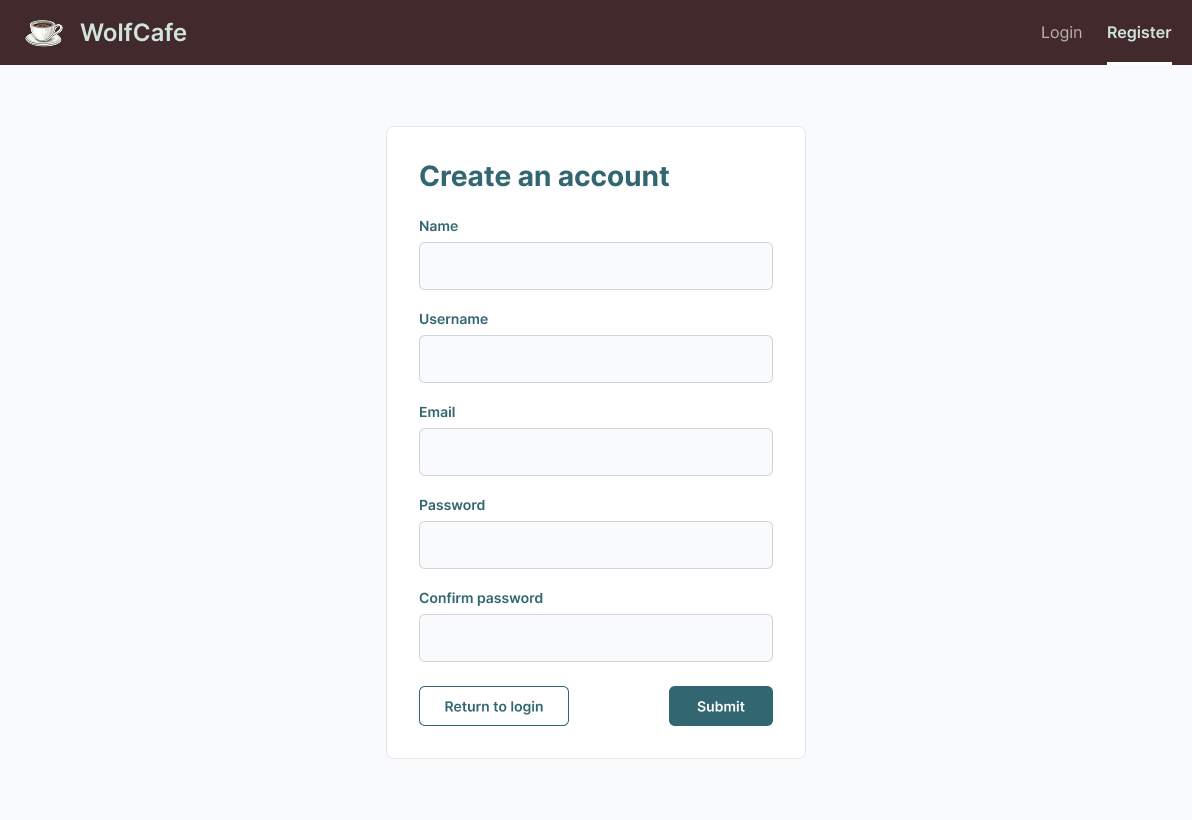 WolfCafe
Login
Register
Create an account
Name
Username
Email
Password
Confirm password
Return to login
Submit